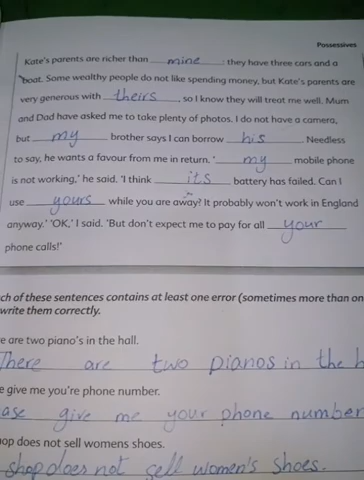 Possessives
Kate's parents are richer than mine : they have three cars and a
boat. Some wealthy people do not like spending money, but Kate's parents are
very generous with theirs , so I know they will treat me well. Mum
and Dad have asked me to take plenty of photos. I do not have a camera,
but my brother says I can borrow his . Needless
to say, he wants a favour from me in return. ' my mobile phone
is not working,' he said. 'I think its battery has failed. Can I
use yours while you are away? It probably won't work in England
anyway.' 'OK,' I said. 'But don't expect me to pay for all your
phone calls!'
ch of these sentences contains at least one error (sometimes more than on
write them correctly.
e are two piano's in the hall.
There are two pianos in the h
e give me you're phone number.
ase give me your phone number
hop does not sell womens shoes.
shop does not sell women's shoes.